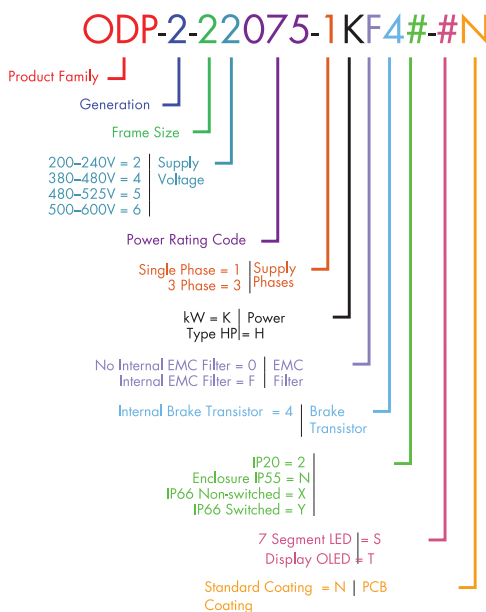 ODP-2-22075-1KF4#-#N
Product Family
Generation
Frame Size
200–240V = 2 | Supply
380–480V = 4 | Voltage
480–525V = 5
500–600V = 6
Power Rating Code
Single Phase = 1 | Supply
3 Phase = 3 | Phases
kW = K | Power
Type HP = H
No Internal EMC Filter = 0 | EMC
Internal EMC Filter = F | Filter
Internal Brake Transistor = 4 | Brake
Transistor
IP20 = 2
Enclosure IP55 = N
IP66 Non-switched = X
IP66 Switched = Y
7 Segment LED = S
Display OLED = T
Standard Coating = N | PCB
Coating